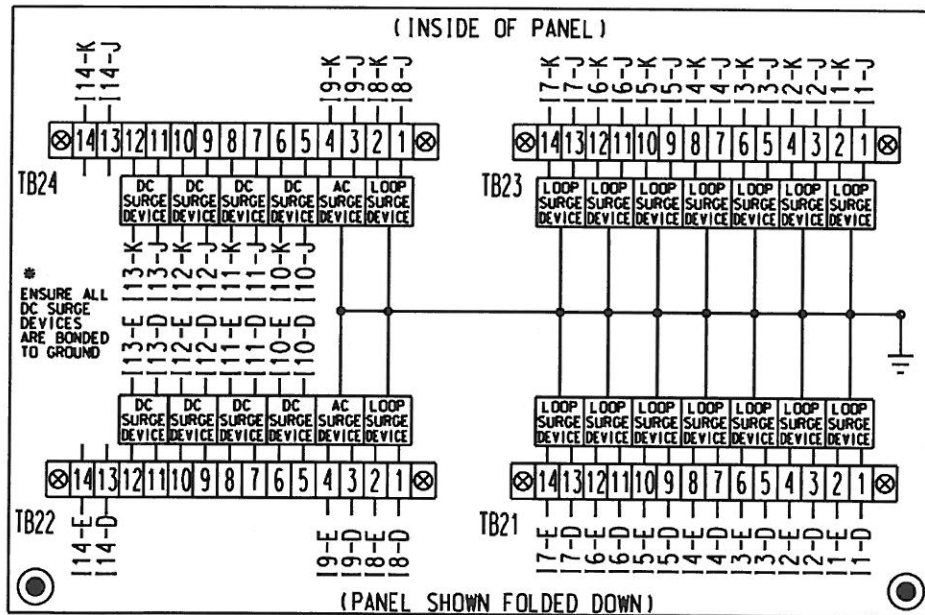 (INSIDE OF PANEL)
I14-K
I14-J
I9-K
I9-J
I8-K
I8-J
I7-K
I7-J
I6-K
I6-J
I5-K
I5-J
I4-K
I4-J
I3-K
I3-J
I2-K
I2-J
I1-K
I1-J
14 13 12 11 10 9 8 7 6 5 4 3 2 1
14 13 12 11 10 9 8 7 6 5 4 3 2 1
TB24
DC SURGE DEVICE
DC SURGE DEVICE
DC SURGE DEVICE
DC SURGE DEVICE
AC SURGE DEVICE
LOOP SURGE DEVICE
TB23
LOOP SURGE DEVICE
LOOP SURGE DEVICE
LOOP SURGE DEVICE
LOOP SURGE DEVICE
LOOP SURGE DEVICE
LOOP SURGE DEVICE
LOOP SURGE DEVICE
I13-K
I13-J
I12-K
I12-J
I11-K
I11-J
I10-K
I10-J
*
ENSURE ALL
DC SURGE
DEVICES
ARE BONDED
TO GROUND
I13-E
I13-D
I12-E
I12-D
I11-E
I11-D
I10-E
I10-D
DC SURGE DEVICE
DC SURGE DEVICE
DC SURGE DEVICE
DC SURGE DEVICE
AC SURGE DEVICE
LOOP SURGE DEVICE
LOOP SURGE DEVICE
LOOP SURGE DEVICE
LOOP SURGE DEVICE
LOOP SURGE DEVICE
LOOP SURGE DEVICE
LOOP SURGE DEVICE
LOOP SURGE DEVICE
14 13 12 11 10 9 8 7 6 5 4 3 2 1
14 13 12 11 10 9 8 7 6 5 4 3 2 1
TB22
I14-E
I14-D
I9-E
I9-D
I8-E
I8-D
TB21
I7-E
I7-D
I6-E
I6-D
I5-E
I5-D
I4-E
I4-D
I3-E
I3-D
I2-E
I2-D
I1-E
I1-D
(PANEL SHOWN FOLDED DOWN)